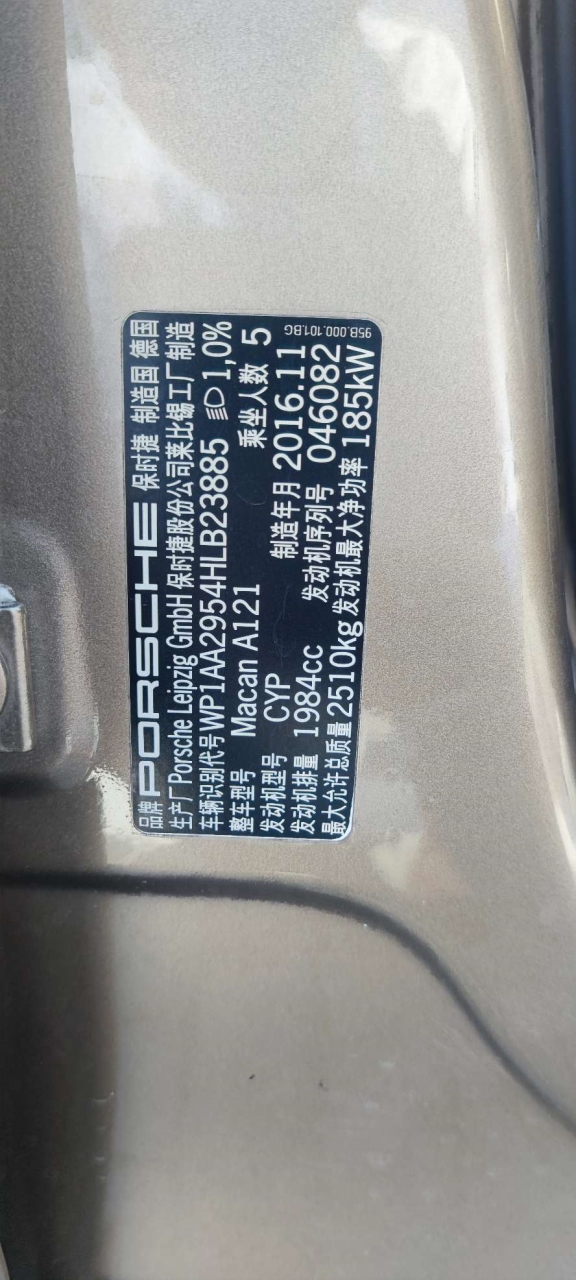 品牌 PORSCHE 保时捷 制造国 德国
生产厂 Porsche Leipzig GmbH 保时捷股份公司莱比锡工厂制造
车辆识别代号 WP1AA2954HLB23885 1,0%
整车型号 Macan A121 乘坐人数 5
发动机型号 CYP 制造年月 2016.11
发动机排量 1984cc 发动机序列号 046082
最大允许总质量 2510kg 发动机最大净功率 185kW
95B.000.101.BG